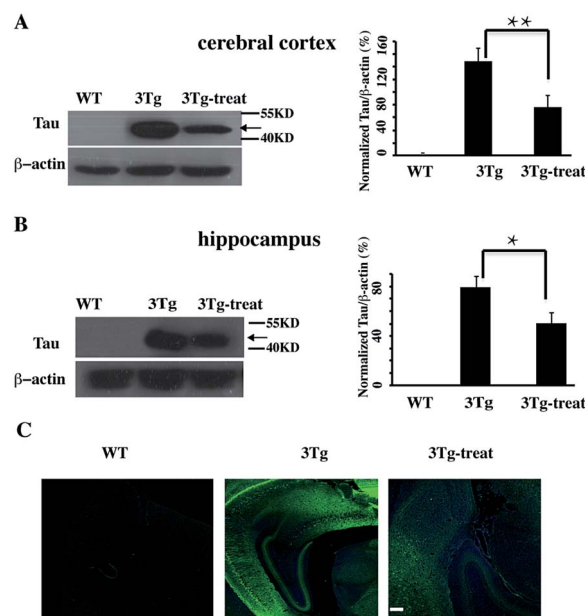 A
cerebral cortex
WT 3Tg 3Tg-treat
Tau
55KD
40KD
β-actin
Normalized Tau/β-actin (%)
160
120
80
40
0
**
WT 3Tg 3Tg-treat
B
hippocampus
WT 3Tg 3Tg-treat
Tau
55KD
40KD
β-actin
Normalized Tau/β-actin (%)
80
40
0
*
WT 3Tg 3Tg-treat
C
WT 3Tg 3Tg-treat